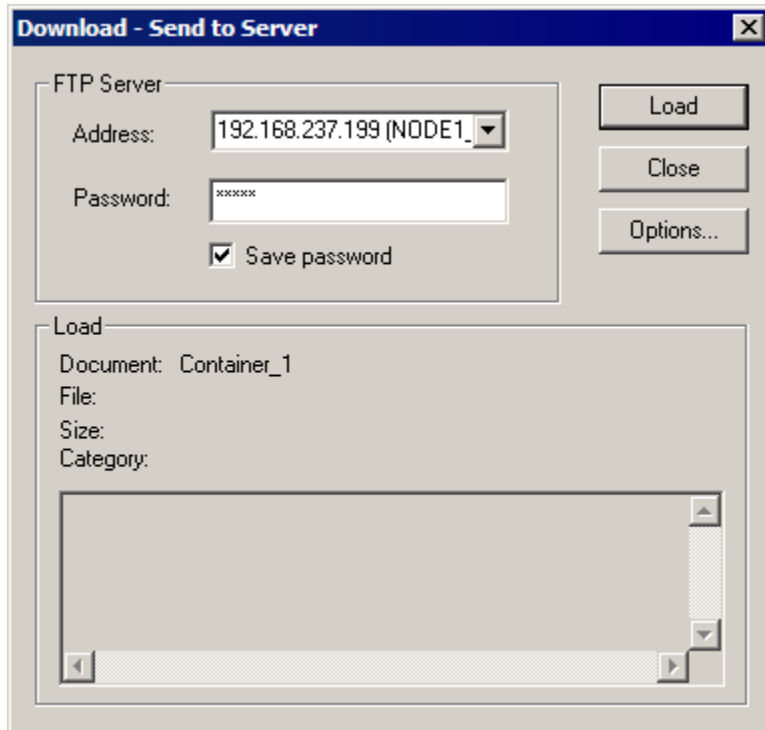 Download - Send to Server
FTP Server
Address: 192.168.237.199 (NODE1_
Password: *****
Save password
Load
Close
Options...
Load
Document: Container_1
File:
Size:
Category: